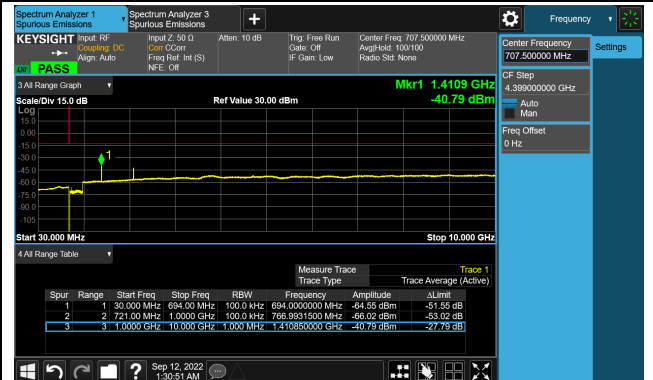 Spectrum Analyzer 1
Spurious Emissions
Spectrum Analyzer 3
Spurious Emissions
Frequency
KEYSIGHT
Input: RF
Coupling: DC
Align: Auto
Input Z: 50 Ω
Corr CCorr
Freq Ref: Int (S)
NFE: Off
Atten: 10 dB
Trig: Free Run
Gate: Off
IF Gain: Low
Center Freq: 707.500000 MHz
Avg|Hold: 100/100
Radio Std: None
PASS
Center Frequency
707.500000 MHz
Settings
CF Step
4.399000000 GHz
Auto
Man
Freq Offset
0 Hz
3 All Range Graph
Mkr1 1.4109 GHz
Scale/Div 15.0 dB
Ref Value 30.00 dBm
-40.79 dBm
Log
15.0
0.00
-15.0
-30.0
-45.0
-60.0
-75.0
-90.0
-105
1
Start 30.000 MHz
Stop 10.000 GHz
4 All Range Table
Measure Trace Trace 1
Trace Type Trace Average (Active)
Spur Range Start Freq Stop Freq RBW Frequency Amplitude ΔLimit
1 1 30.000 MHz 694.00 MHz 100.0 kHz 694.0000000 MHz -64.55 dBm -51.55 dB
2 2 721.00 MHz 1.0000 GHz 100.0 kHz 766.9931500 MHz -66.02 dBm -53.02 dB
3 3 1.0000 GHz 10.000 GHz 1.000 MHz 1.410850000 GHz -40.79 dBm -27.79 dB
Sep 12, 2022
1:30:51 AM